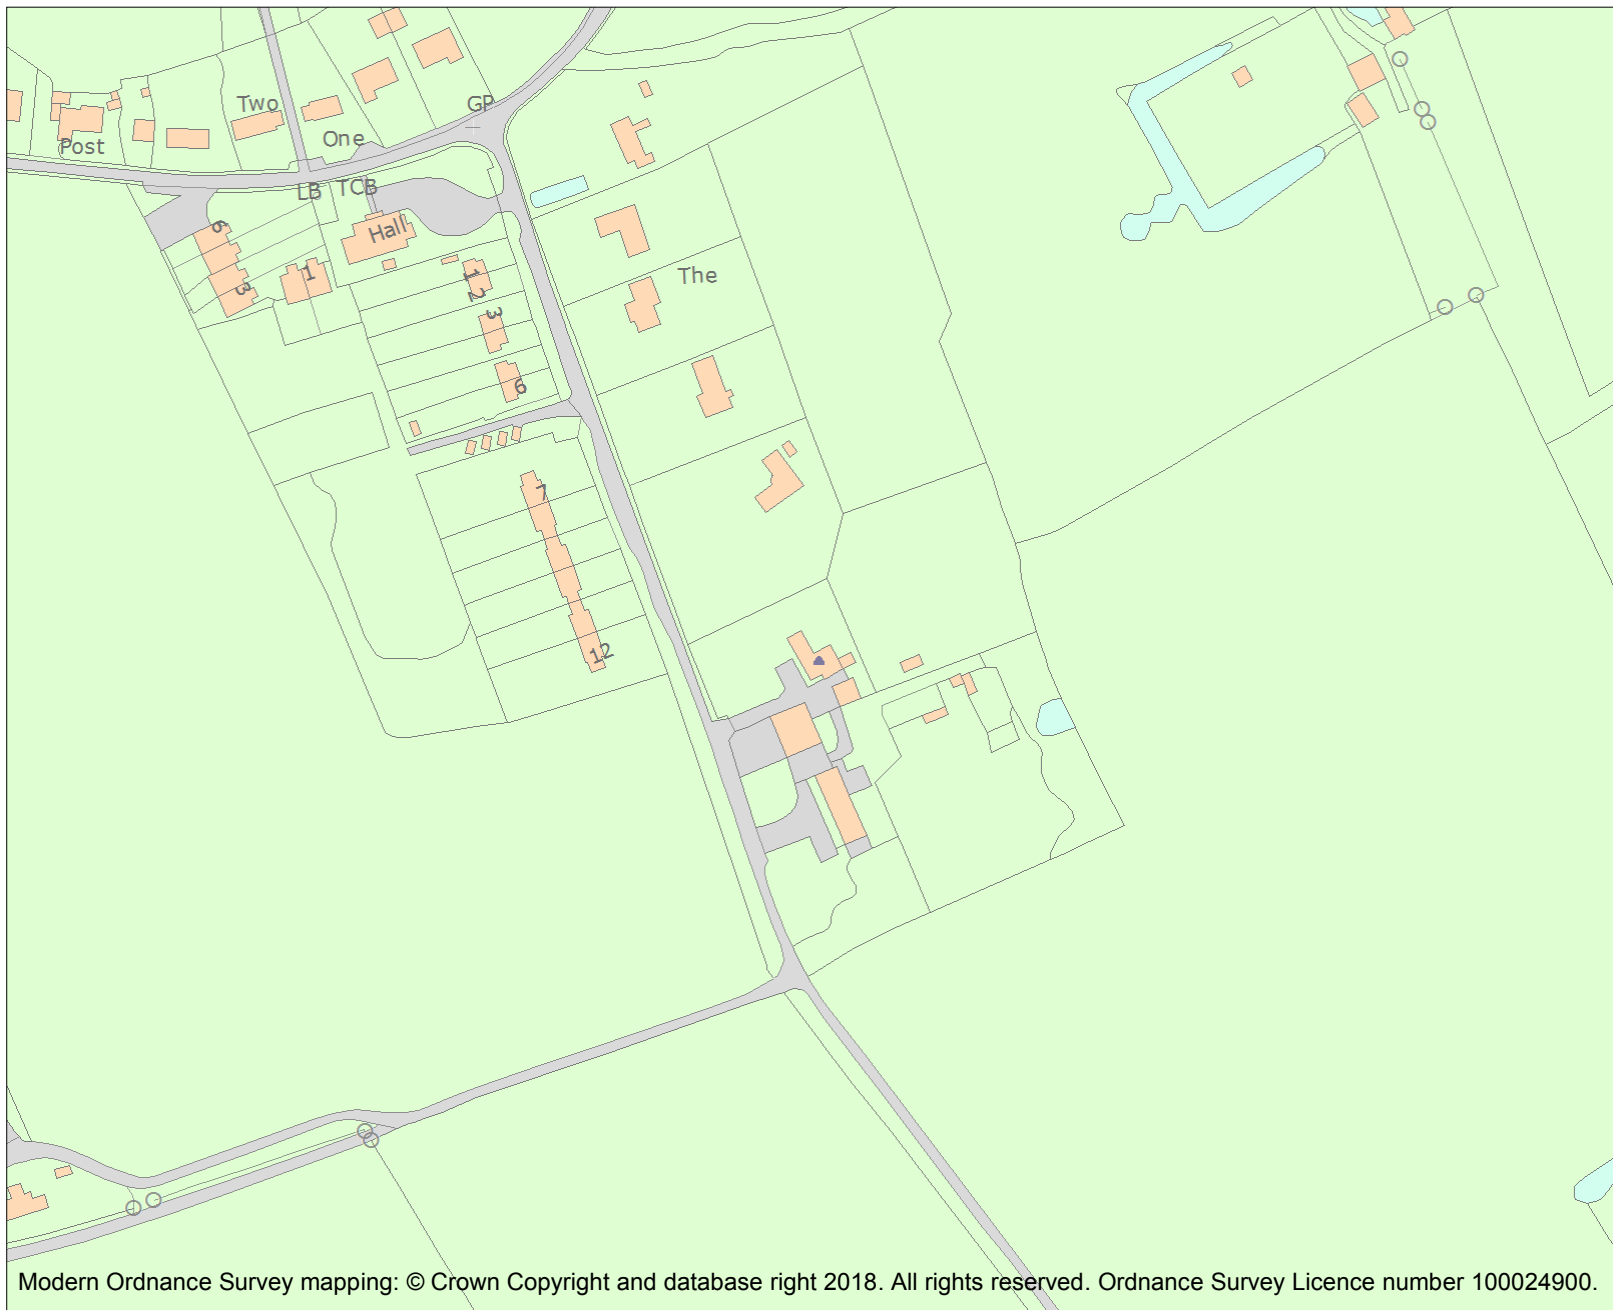 Two
GP
One
Post
LB
TCB
Hall
6
3
1
1
2
3
6
The
7
12
Modern Ordnance Survey mapping: © Crown Copyright and database right 2018. All rights reserved. Ordnance Survey Licence number 100024900.